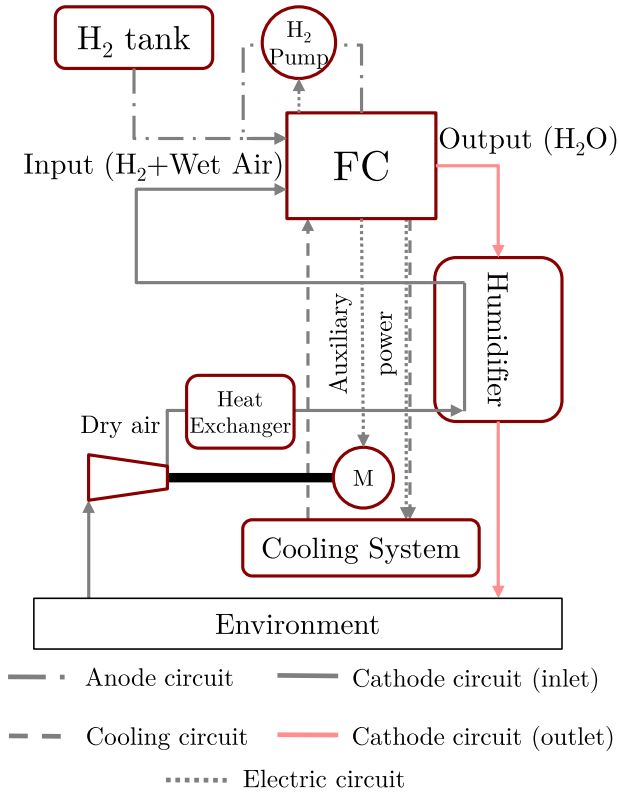 H₂ tank
H₂
Pump
FC
Output (H₂O)
Input (H₂+Wet Air)
Humidifier
Auxiliary
power
Heat
Exchanger
Dry air
M
Cooling System
Environment
Anode circuit
Cathode circuit (inlet)
Cooling circuit
Cathode circuit (outlet)
Electric circuit